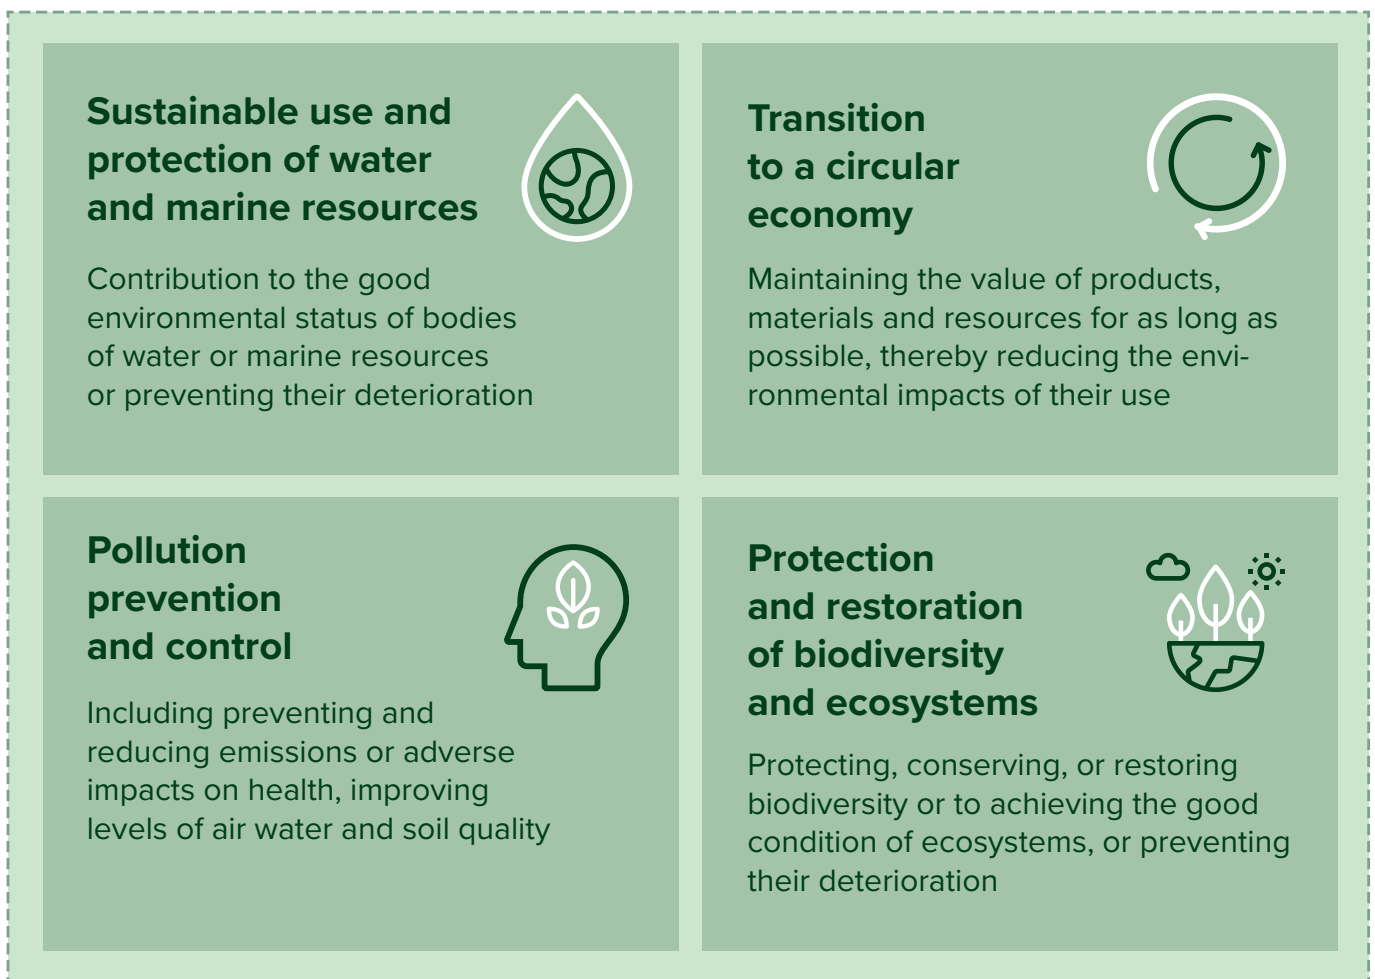 Sustainable use and
protection of water
and marine resources
Contribution to the good
environmental status of bodies
of water or marine resources
or preventing their deterioration
Transition
to a circular
economy
Maintaining the value of products,
materials and resources for as long as
possible, thereby reducing the envi-
ronmental impacts of their use
Pollution
prevention
and control
Including preventing and
reducing emissions or adverse
impacts on health, improving
levels of air water and soil quality
Protection
and restoration
of biodiversity
and ecosystems
Protecting, conserving, or restoring
biodiversity or to achieving the good
condition of ecosystems, or preventing
their deterioration